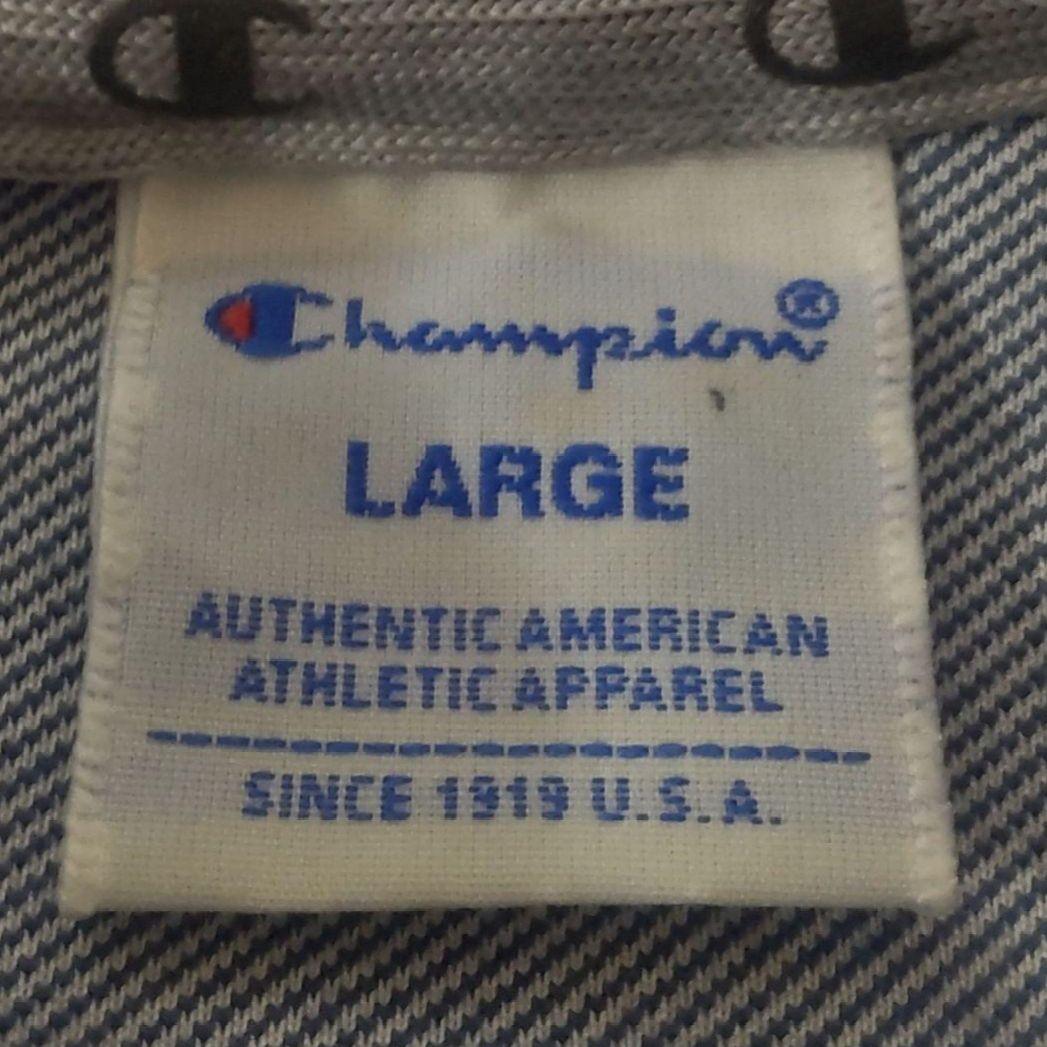 Champion®
LARGE
AUTHENTIC AMERICAN
ATHLETIC APPAREL
SINCE 1919 U.S.A.